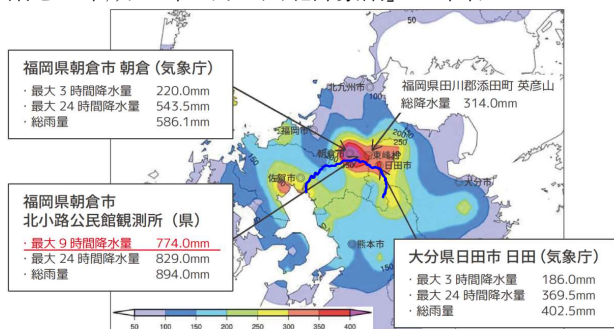 福岡県朝倉市 朝倉（気象庁）
・最大 3 時間降水量 220.0mm
・最大 24 時間降水量 543.5mm
・総雨量 586.1mm
福岡県田川郡添田町 英彦山
総降水量 314.0mm
福岡県朝倉市
北小路公民館観測所（県）
・最大 9 時間降水量 774.0mm
・最大 24 時間降水量 829.0mm
・総雨量 894.0mm
大分県日田市 日田（気象庁）
・最大 3 時間降水量 186.0mm
・最大 24 時間降水量 369.5mm
・総雨量 402.5mm
北九州市
100
福岡市
200
250
朝倉市
東峰村
日田市
佐賀市
大分市
熊本市
150
50
50 100 150 200 250 300 350 400